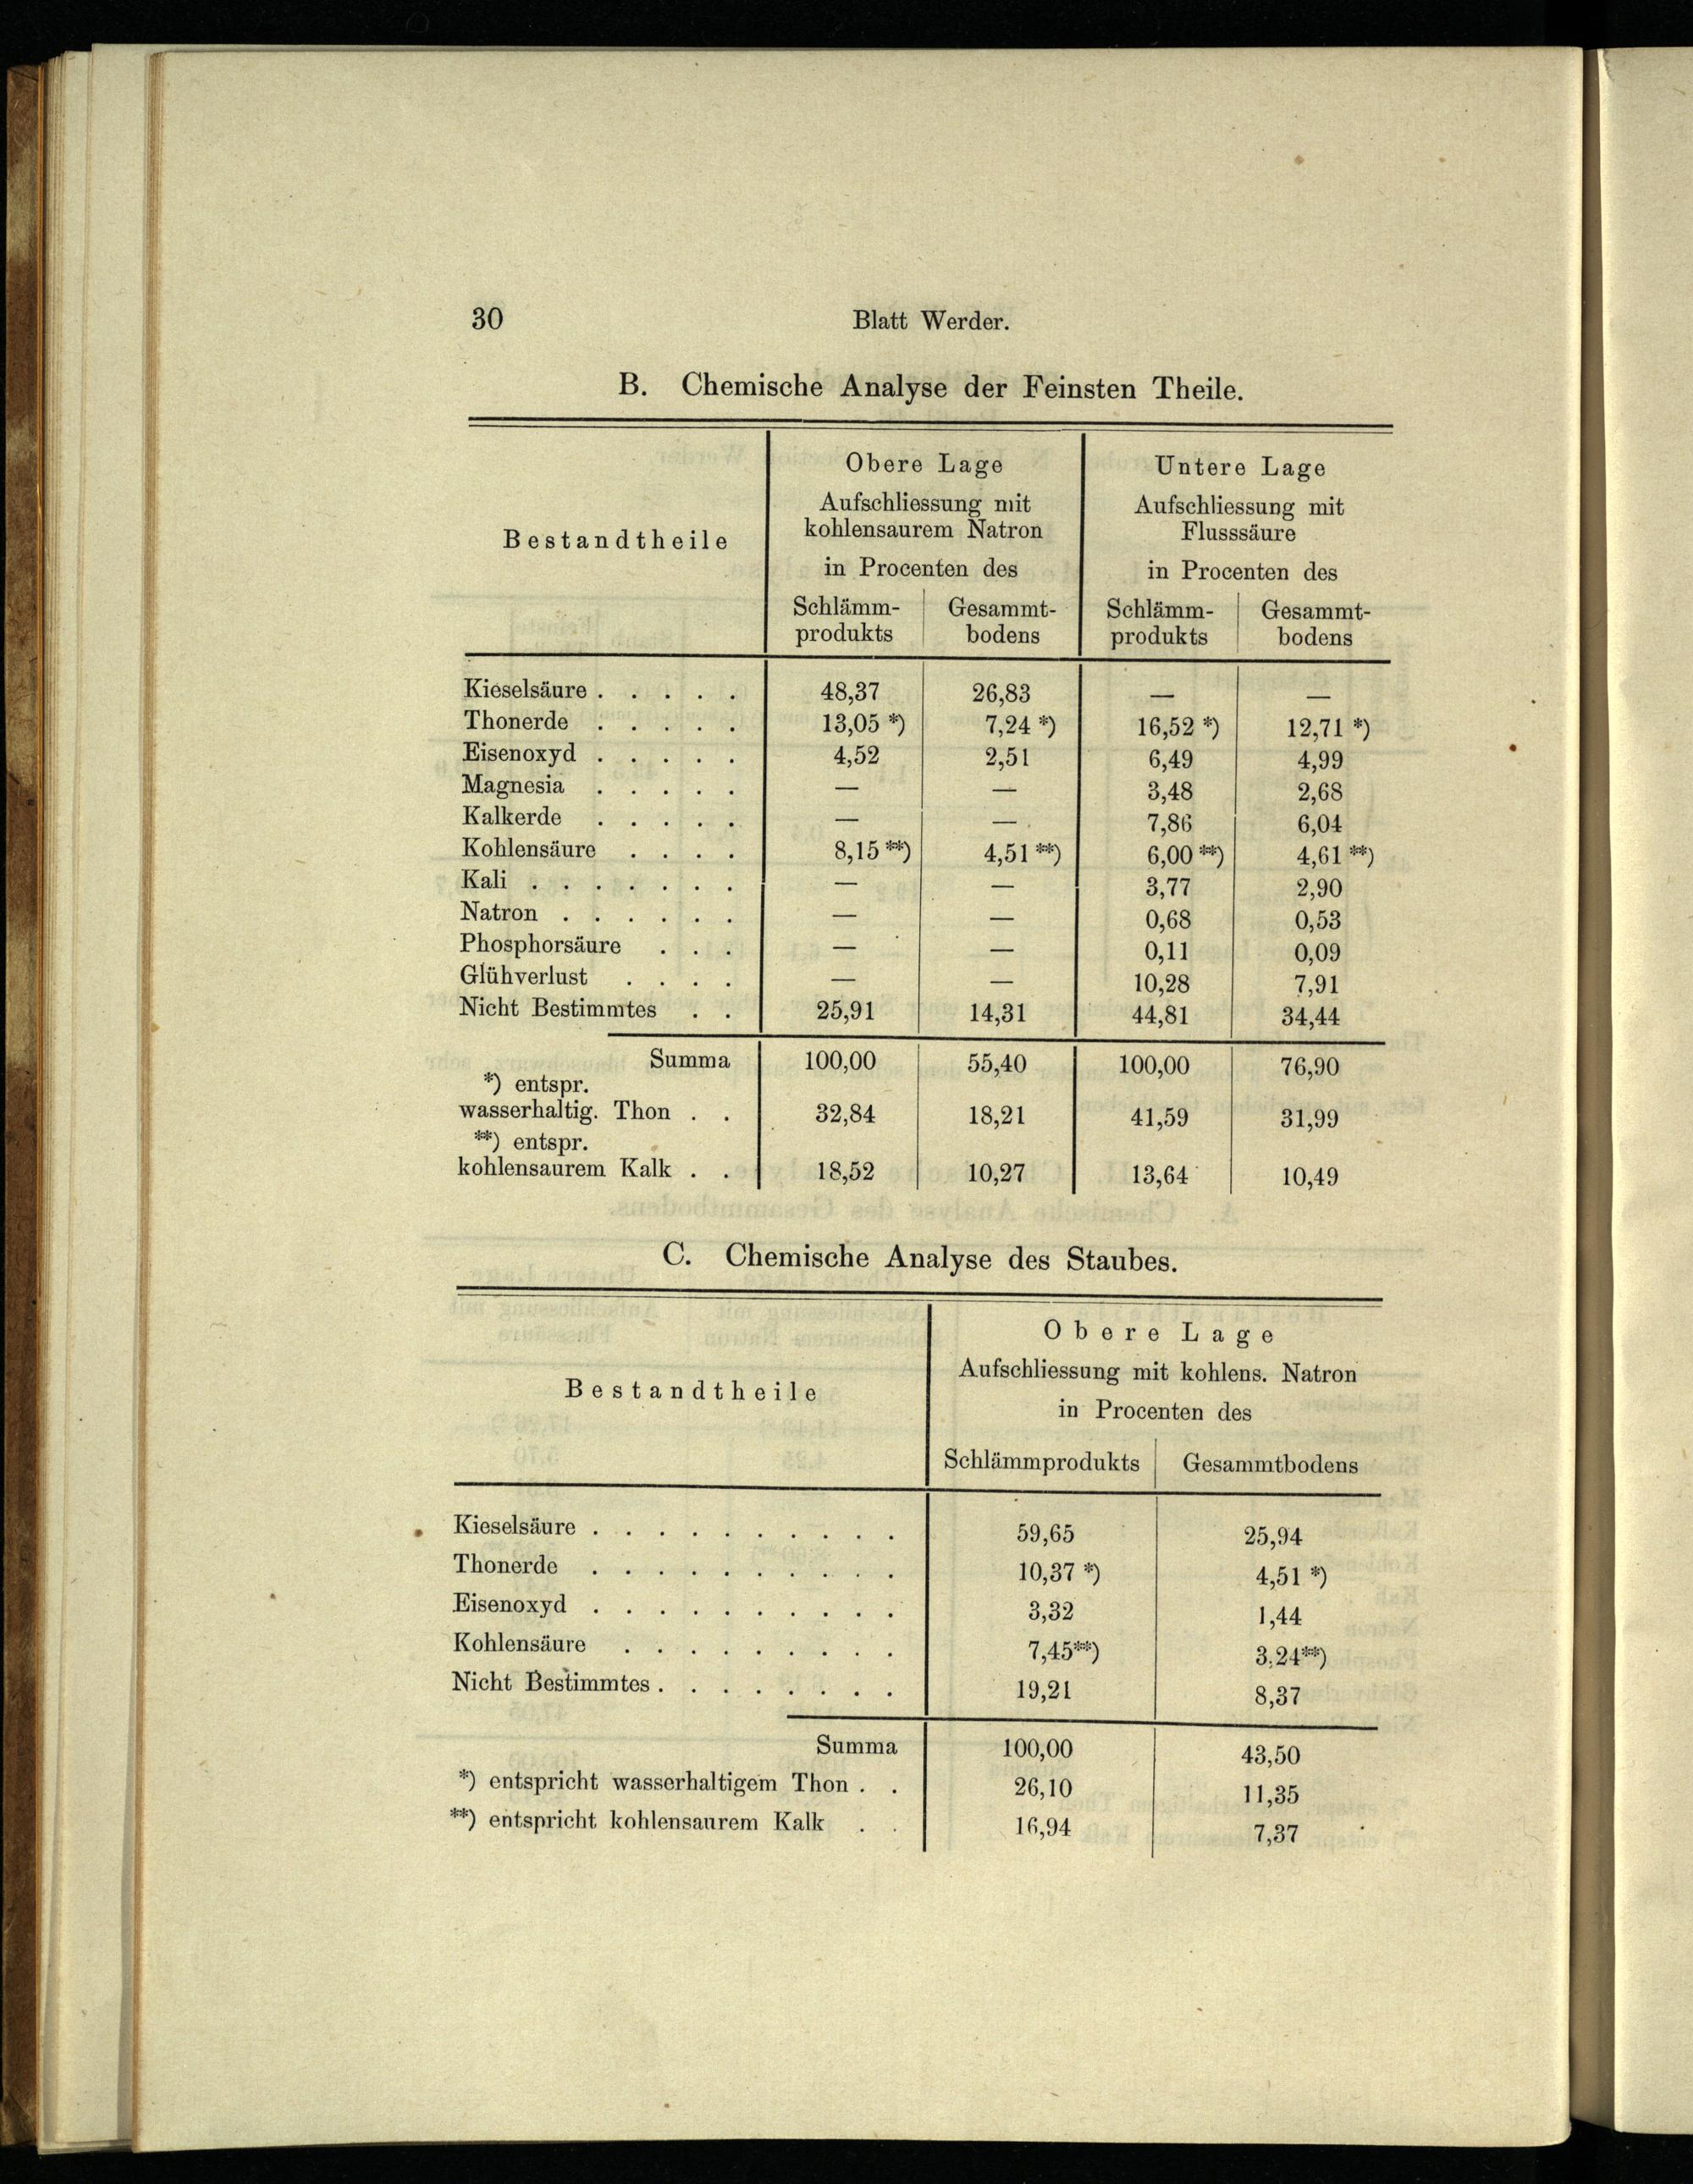 30 Blatt Werder.
B. Chemische Analyse der Feinsten Theile.
Bestandtheile
Obere Lage
Aufschliessung mit
kohlensaurem Natron
in Procenten des
Schlämm- Gesammt-
produkts bodens
Untere Lage
Aufschliessung mit
Flusssäure
in Procenten des
Schlämm- Gesammt-
produkts bodens
Kieselsäure . . . . . 48,37 26,83 — —
Thonerde . . . . . 13,05 *) 7,24 *) 16,52 *) 12,71 *)
Eisenoxyd . . . . . 4,52 2,51 6,49 4,99
Magnesia . . . . . — — 3,48 2,68
Kalkerde . . . . . — — 7,86 6,04
Kohlensäure . . . . 8,15 **) 4,51 **) 6,00 **) 4,61 **)
Kali . . . . . . . — — 3,77 2,90
Natron . . . . . . — — 0,68 0,53
Phosphorsäure . . . — — 0,11 0,09
Glühverlust . . . . — — 10,28 7,91
Nicht Bestimmtes . . 25,91 14,31 44,81 34,44
Summa 100,00 55,40 100,00 76,90
*) entspr.
wasserhaltig. Thon . . 32,84 18,21 41,59 31,99
**) entspr.
kohlensaurem Kalk . . 18,52 10,27 13,64 10,49
C. Chemische Analyse des Staubes.
Bestandtheile
Obere Lage
Aufschliessung mit kohlens. Natron
in Procenten des
Schlämmprodukts Gesammtbodens
Kieselsäure . . . . . . . . . . 59,65 25,94
Thonerde . . . . . . . . . . 10,37 *) 4,51 *)
Eisenoxyd . . . . . . . . . . 3,32 1,44
Kohlensäure . . . . . . . . . 7,45**) 3,24**)
Nicht Bestimmtes . . . . . . . . 19,21 8,37
Summa 100,00 43,50
*) entspricht wasserhaltigem Thon . . 26,10 11,35
**) entspricht kohlensaurem Kalk . . 16,94 7,37